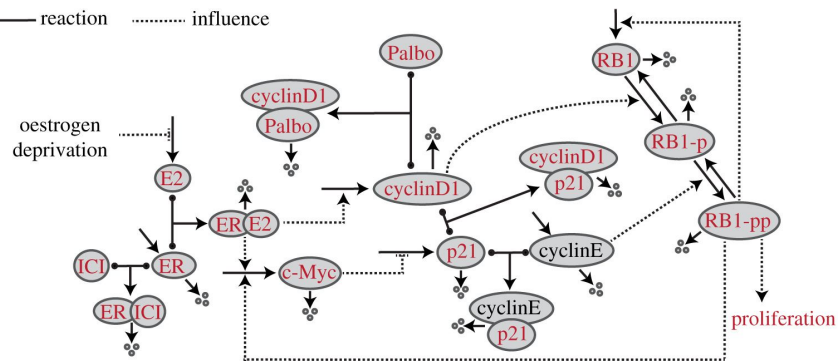 reaction
influence
Palbo
RB1
cyclinD1
Palbo
oestrogen
deprivation
RB1-p
E2
cyclinD1
cyclinD1
p21
ER E2
RB1-pp
ICI
ER
c-Myc
p21
cyclinE
ER ICI
cyclinE
p21
proliferation